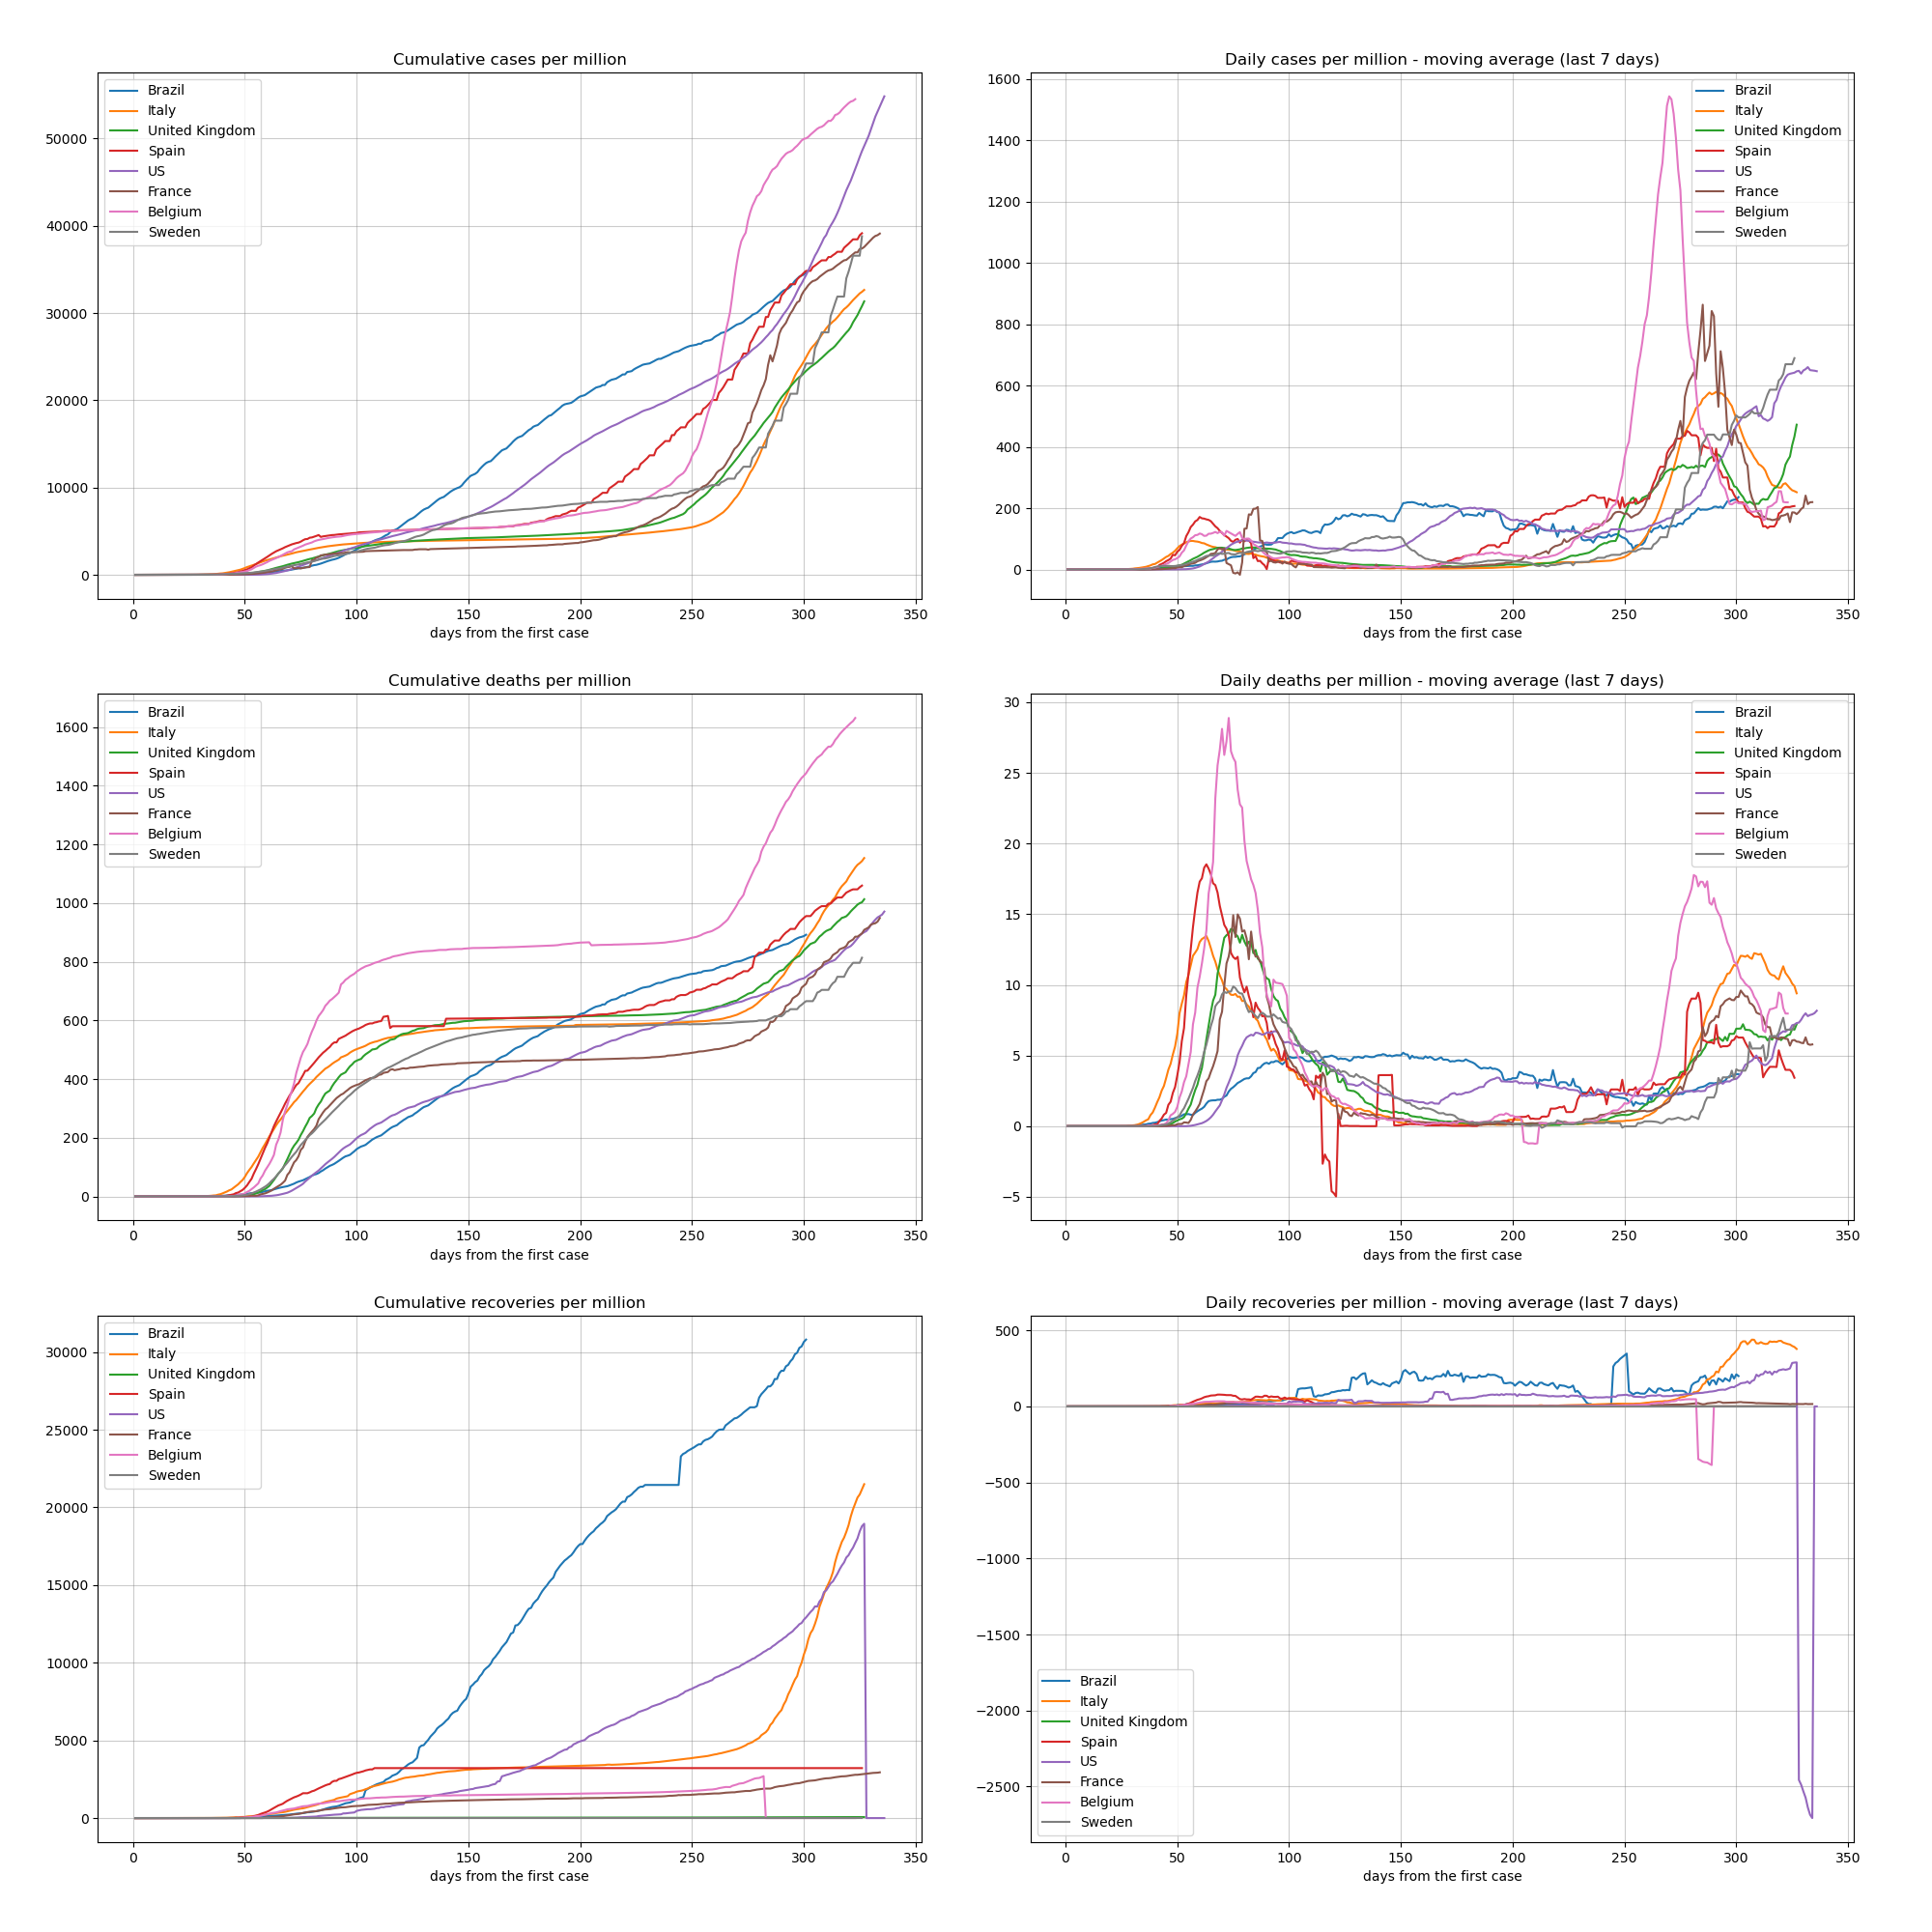 Cumulative cases per million
Brazil
Italy
United Kingdom
Spain
US
France
Belgium
Sweden
50000
40000
30000
20000
10000
0
0 50 100 150 200 250 300 350
days from the first case
Daily cases per million - moving average (last 7 days)
Brazil
Italy
United Kingdom
Spain
US
France
Belgium
Sweden
1600
1400
1200
1000
800
600
400
200
0
0 50 100 150 200 250 300 350
days from the first case
Cumulative deaths per million
Brazil
Italy
United Kingdom
Spain
US
France
Belgium
Sweden
1600
1400
1200
1000
800
600
400
200
0
0 50 100 150 200 250 300 350
days from the first case
Daily deaths per million - moving average (last 7 days)
Brazil
Italy
United Kingdom
Spain
US
France
Belgium
Sweden
30
25
20
15
10
5
0
−5
0 50 100 150 200 250 300 350
days from the first case
Cumulative recoveries per million
Brazil
Italy
United Kingdom
Spain
US
France
Belgium
Sweden
30000
25000
20000
15000
10000
5000
0
0 50 100 150 200 250 300 350
days from the first case
Daily recoveries per million - moving average (last 7 days)
500
0
−500
−1000
−1500
−2000
−2500
Brazil
Italy
United Kingdom
Spain
US
France
Belgium
Sweden
0 50 100 150 200 250 300 350
days from the first case